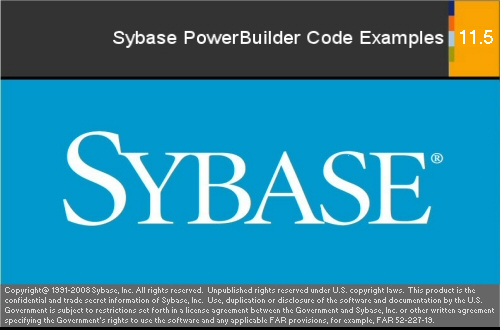 Sybase PowerBuilder Code Examples 11.5
SYBASE®
Copyright@ 1991-2008 Sybase, Inc. All rights reserved. Unpublished rights reserved under U.S. copyright laws. This product is the
confidential and trade secret information of Sybase, Inc. Use, duplication or disclosure of the software and documentation by the U.S.
Government is subject to restrictions set forth in a license agreement between the Government and Sybase, Inc. or other written agreement
specifying the Government's rights to use the software and any applicable FAR provisions, for example, FAR 52-227-19.